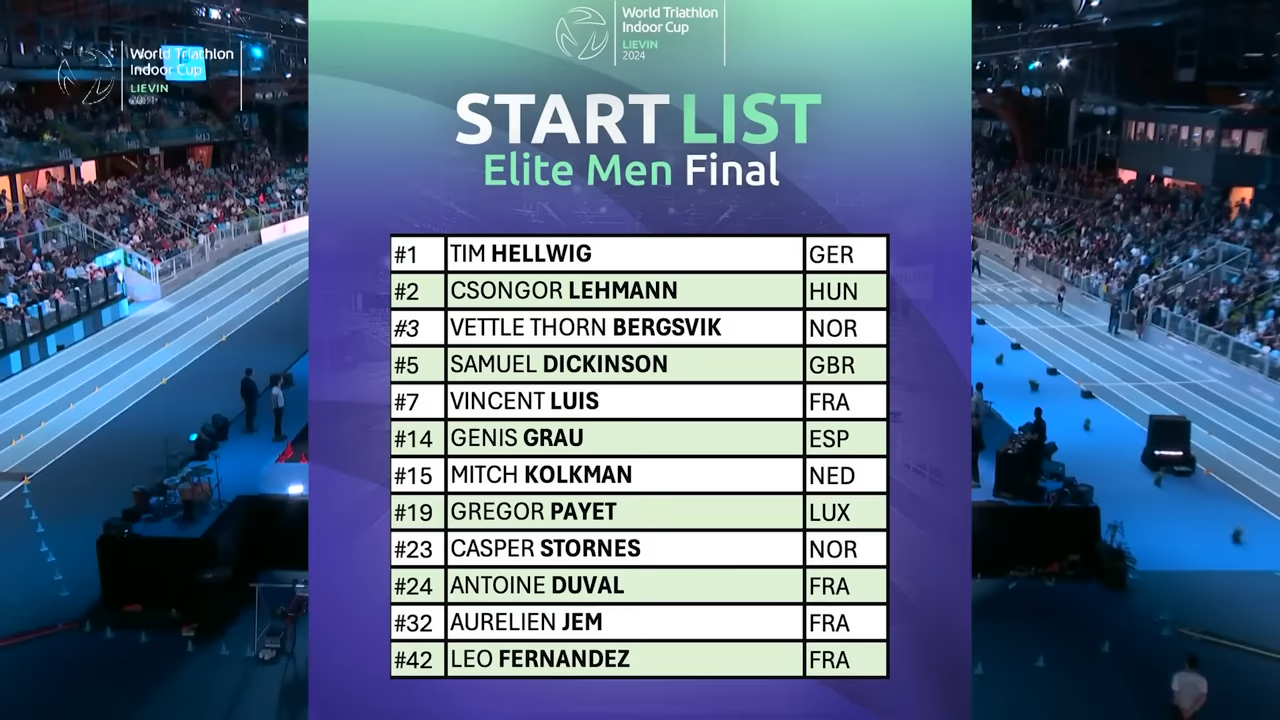 World Triathlon
Indoor Cup
LIEVIN
2024
World Triathlon
Indoor Cup
LIEVIN
START LIST
Elite Men Final
#1 TIM HELLWIG GER
#2 CSONGOR LEHMANN HUN
#3 VETTLE THORN BERGSVIK NOR
#5 SAMUEL DICKINSON GBR
#7 VINCENT LUIS FRA
#14 GENIS GRAU ESP
#15 MITCH KOLKMAN NED
#19 GREGOR PAYET LUX
#23 CASPER STORNES NOR
#24 ANTOINE DUVAL FRA
#32 AURELIEN JEM FRA
#42 LEO FERNANDEZ FRA